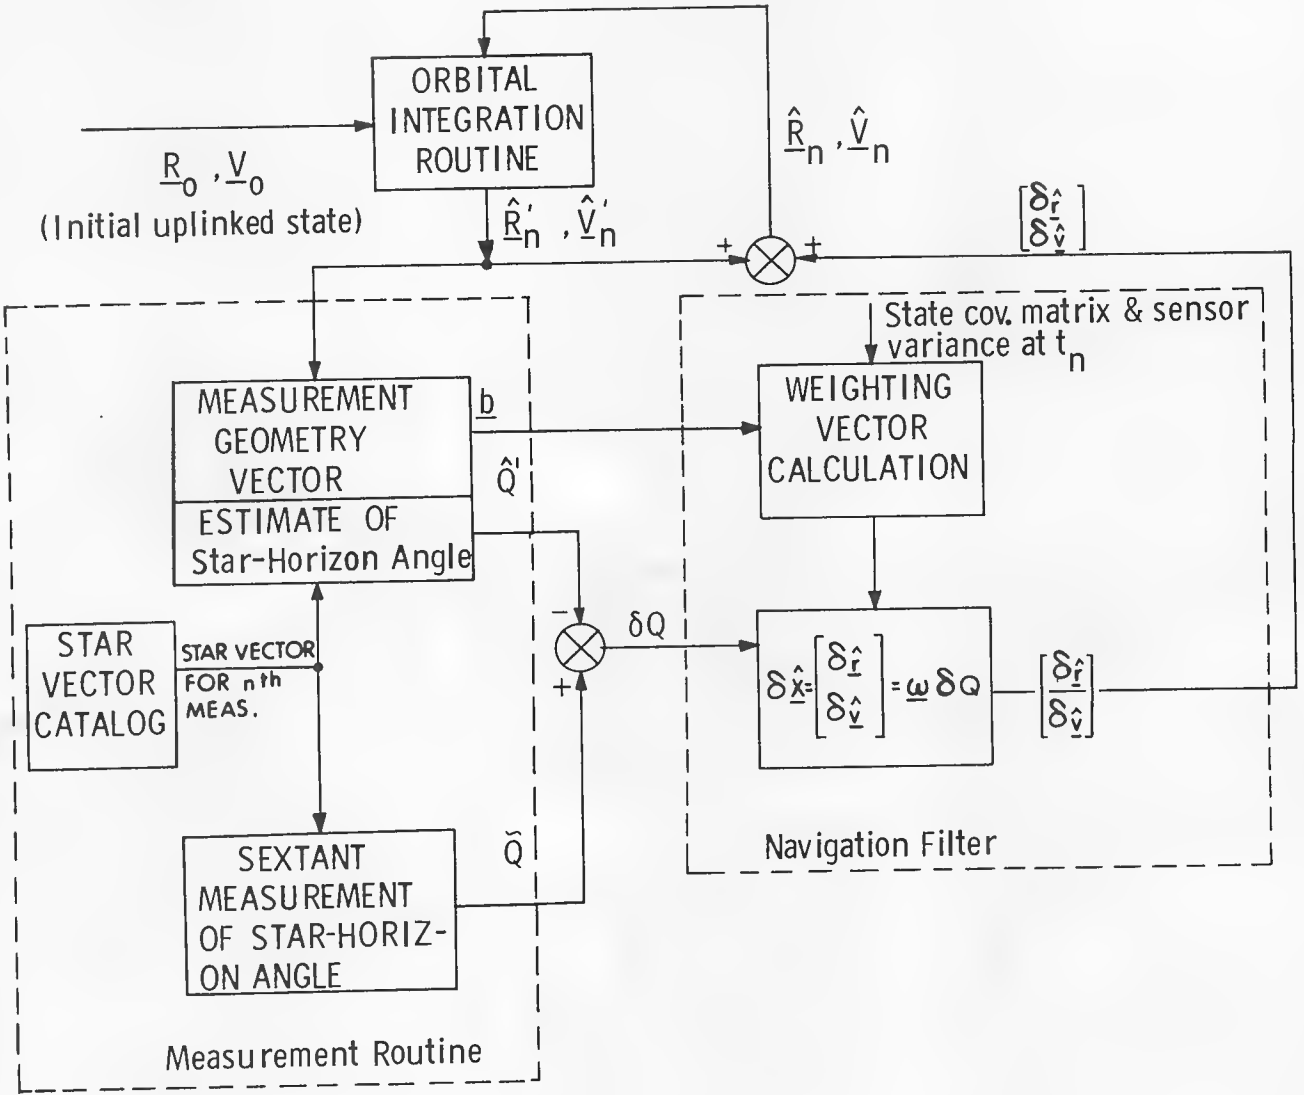 ORBITAL
INTEGRATION
ROUTINE
R̲₀ , V̲₀
(Initial uplinked state)
R̲̂ₙ′ , V̲̂ₙ′
R̲̂ₙ , V̲̂ₙ
+
+
[δr̲̂
δv̲̂]
State cov. matrix & sensor
variance at tₙ
MEASUREMENT
GEOMETRY
VECTOR
b̲
Q̂′
ESTIMATE OF
Star-Horizon Angle
WEIGHTING
VECTOR
CALCULATION
STAR
VECTOR
CATALOG
STAR VECTOR
FOR nᵗʰ
MEAS.
−
+
δQ
δx̲̂=[δr̲̂
δv̲̂]=ω̲ δQ
[δr̲̂
δv̲̂]
SEXTANT
MEASUREMENT
OF STAR-HORIZ-
ON ANGLE
Q̃
Navigation Filter
Measurement Routine